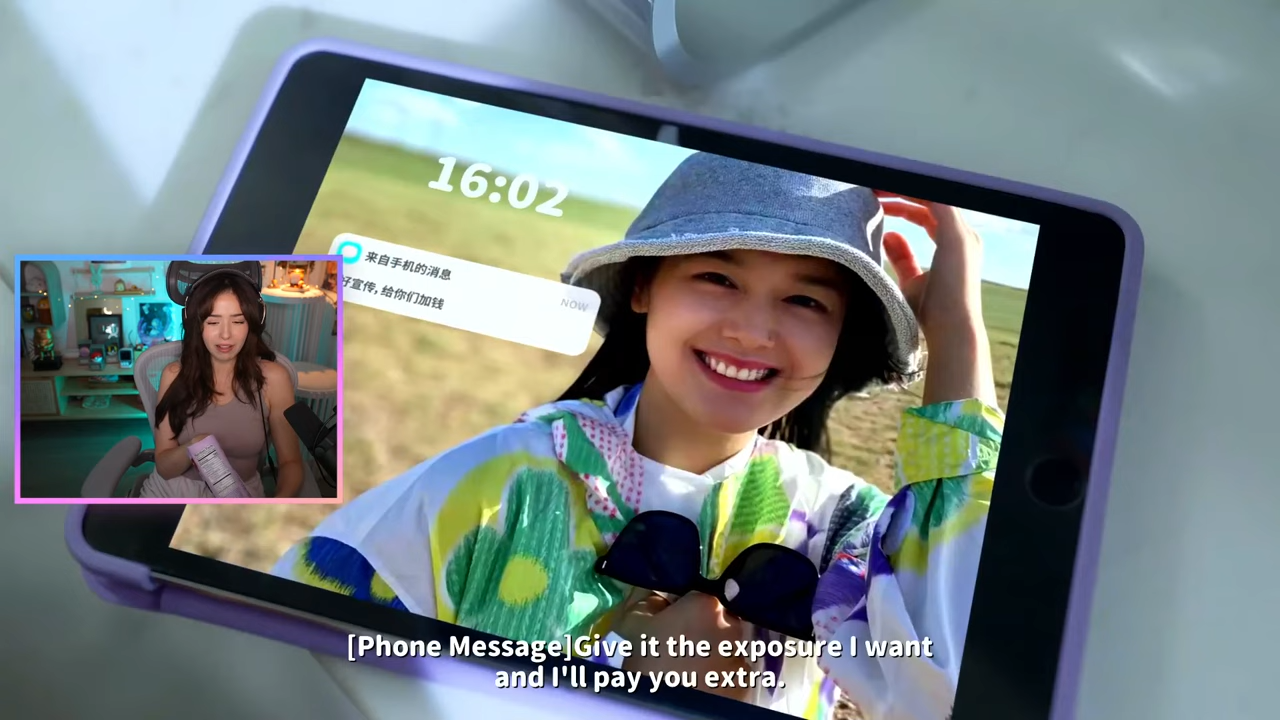 16:02
来自手机的消息
好宣传,给你们加钱
NOW
[Phone Message]Give it the exposure I want
and I'll pay you extra.